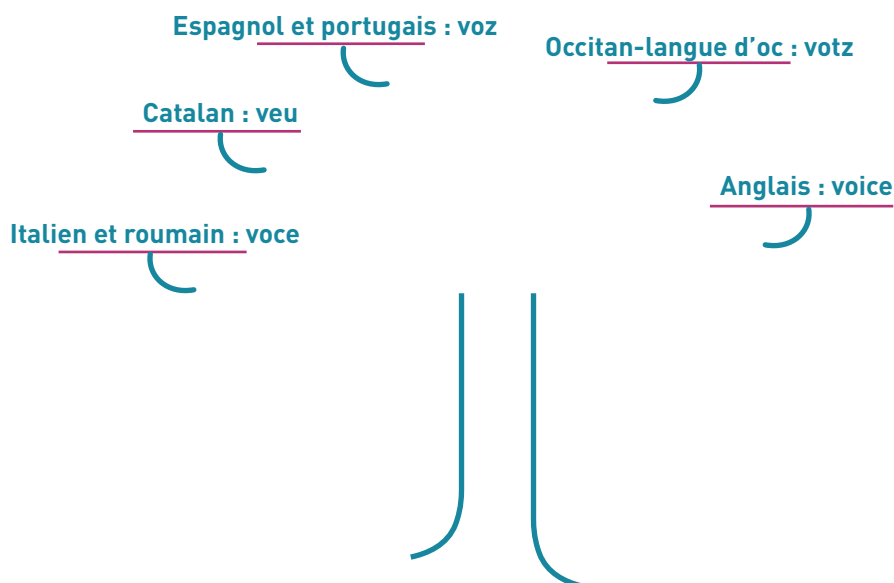 Espagnol et portugais : voz
Occitan-langue d’oc : votz
Catalan : veu
Anglais : voice
Italien et roumain : voce